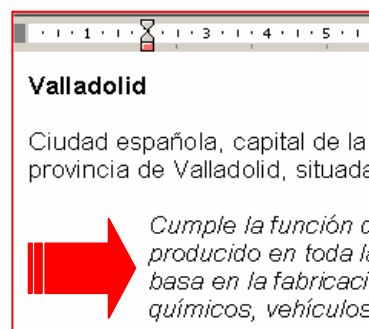 1 3 4 5
Valladolid
Ciudad española, capital de la
provincia de Valladolid, situada
Cumple la función
producido en toda la
basa en la
químicos, vehículos